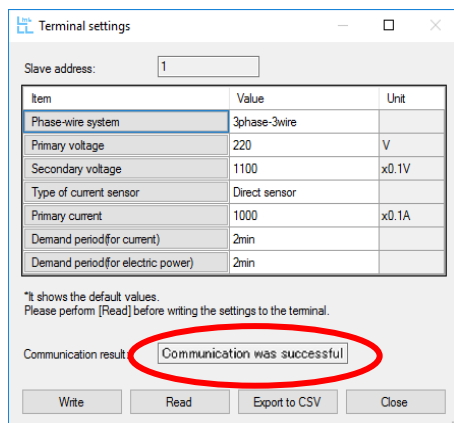 Terminal settings
Slave address: 1
Item Value Unit
Phase-wire system 3phase-3wire
Primary voltage 220 V
Secondary voltage 1100 x0.1V
Type of current sensor Direct sensor
Primary current 1000 x0.1A
Demand period(for current) 2min
Demand period(for electric power) 2min
*It shows the default values.
Please perform [Read] before writing the settings to the terminal.
Communication result: Communication was successful
Write Read Export to CSV Close